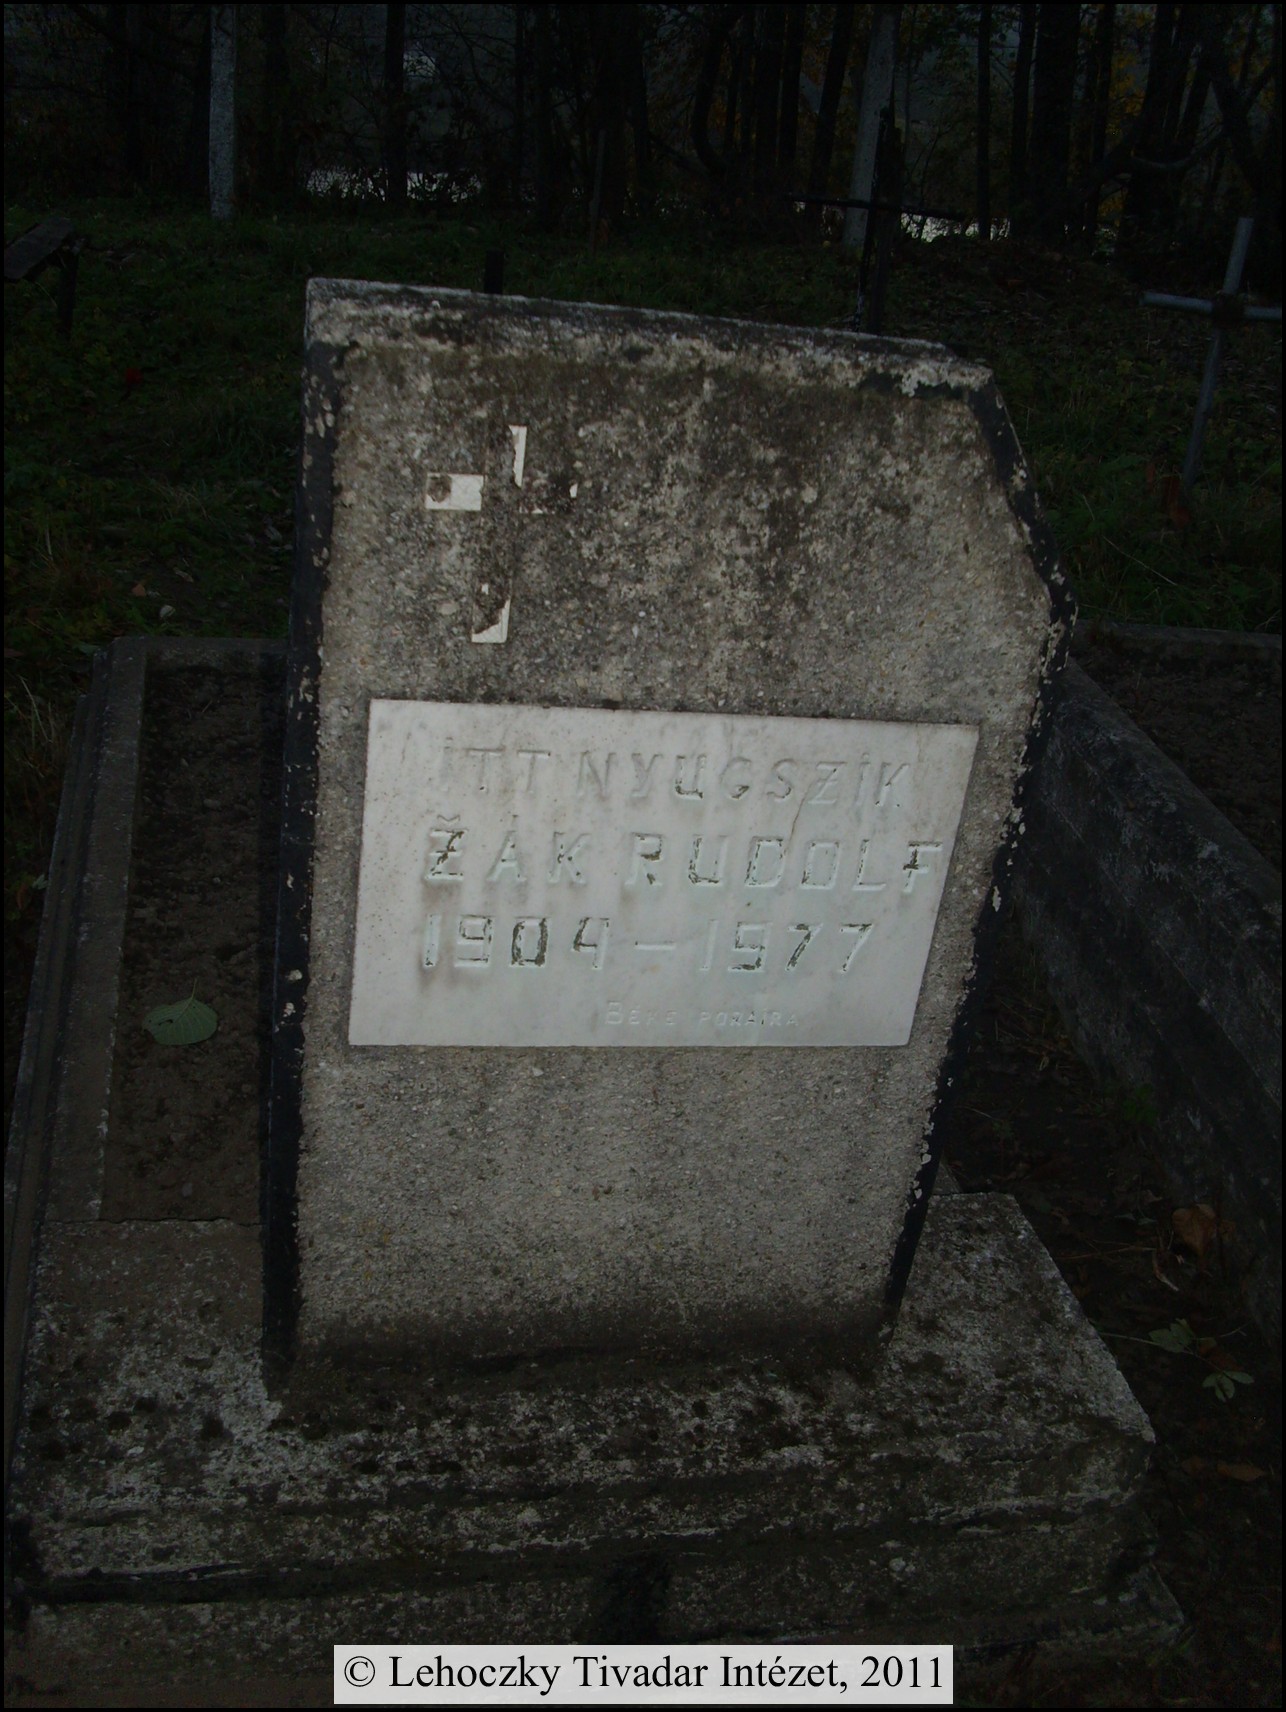 ITT NYUGSZIK
ŽÁK RUDOLF
1904 - 1977
BÉKE PORAIRA
© Lehoczky Tivadar Intézet, 2011